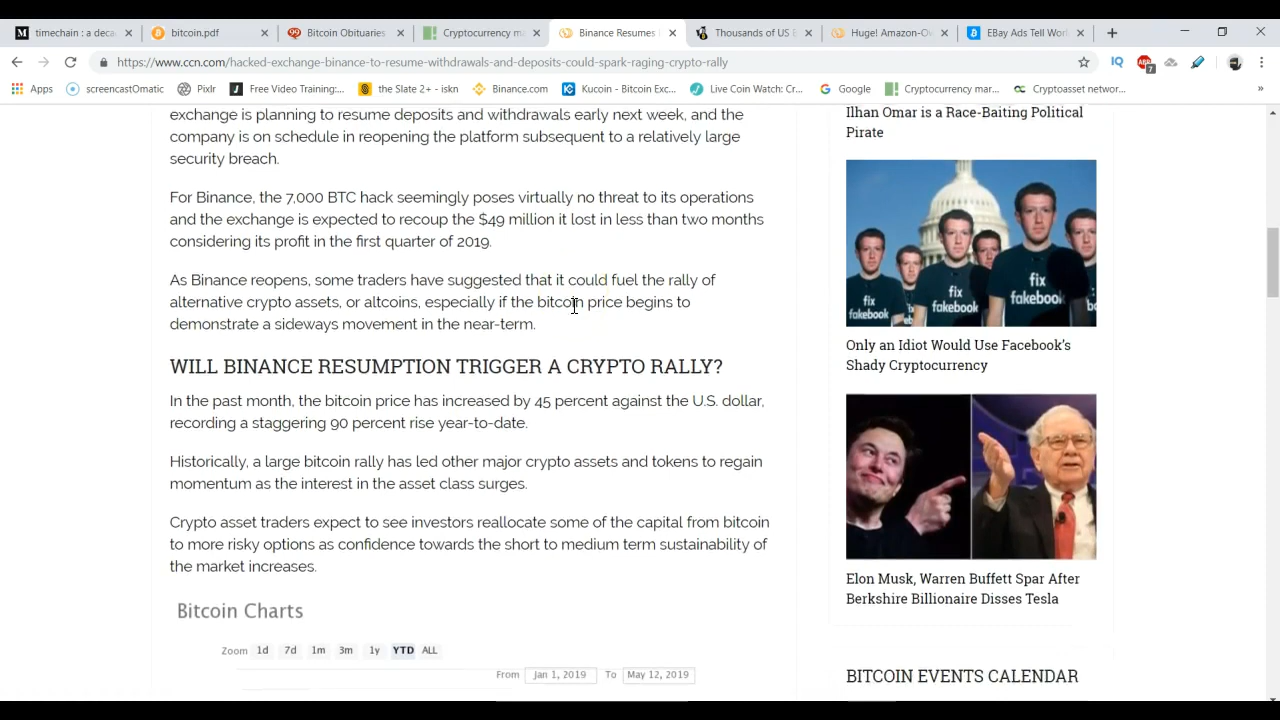 timechain : a deca
bitcoin.pdf
99
Bitcoin Obituaries
Cryptocurrency ma
Binance Resumes
Thousands of US E
Huge! Amazon-O
EBay Ads Tell Wor
https://www.ccn.com/hacked-exchange-binance-to-resume-withdrawals-and-deposits-could-spark-raging-crypto-rally
IQ
ABP
7
Apps
screencastOmatic
Pixlr
Free Video Training:...
the Slate 2+ - iskn
Binance.com
Kucoin - Bitcoin Exc...
Live Coin Watch: Cr...
Google
Cryptocurrency mar...
Cryptoasset networ...
»
exchange is planning to resume deposits and withdrawals early next week, and the
company is on schedule in reopening the platform subsequent to a relatively large
security breach.
For Binance, the 7,000 BTC hack seemingly poses virtually no threat to its operations
and the exchange is expected to recoup the $49 million it lost in less than two months
considering its profit in the first quarter of 2019.
As Binance reopens, some traders have suggested that it could fuel the rally of
alternative crypto assets, or altcoins, especially if the bitcoin price begins to
demonstrate a sideways movement in the near-term.
WILL BINANCE RESUMPTION TRIGGER A CRYPTO RALLY?
In the past month, the bitcoin price has increased by 45 percent against the U.S. dollar,
recording a staggering 90 percent rise year-to-date.
Historically, a large bitcoin rally has led other major crypto assets and tokens to regain
momentum as the interest in the asset class surges.
Crypto asset traders expect to see investors reallocate some of the capital from bitcoin
to more risky options as confidence towards the short to medium term sustainability of
the market increases.
Bitcoin Charts
Zoom 1d 7d 1m 3m 1y YTD ALL
From Jan 1, 2019 To May 12, 2019
Ilhan Omar is a Race-Baiting Political
Pirate
fix
facebook
fix
fakebook
fix
fakebook
fix
fakebook
Only an Idiot Would Use Facebook's
Shady Cryptocurrency
Elon Musk, Warren Buffett Spar After
Berkshire Billionaire Disses Tesla
BITCOIN EVENTS CALENDAR